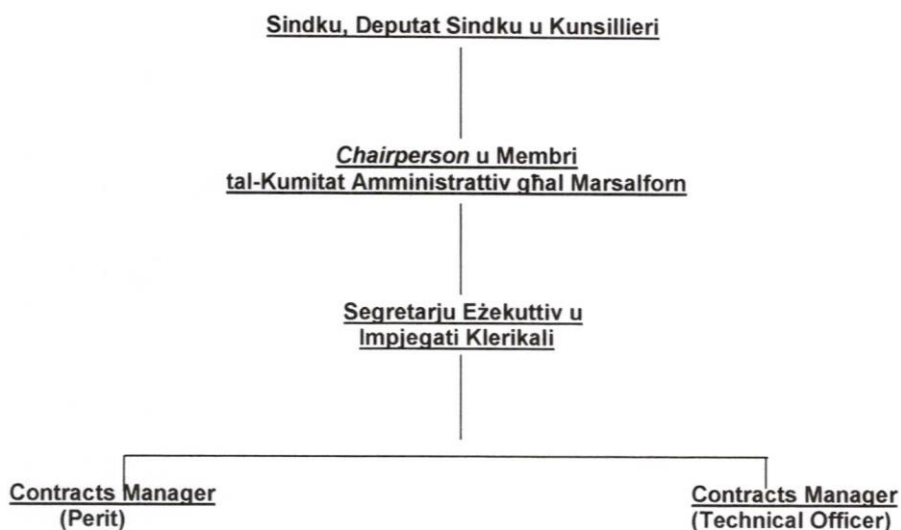 Sindku, Deputat Sindku u Kunsillieri
Chairperson u Membri
tal-Kumitat Amministrattiv għal Marsalforn
Segretarju Eżekuttiv u
Impjegati Klerikali
Contracts Manager
(Perit)
Contracts Manager
(Technical Officer)